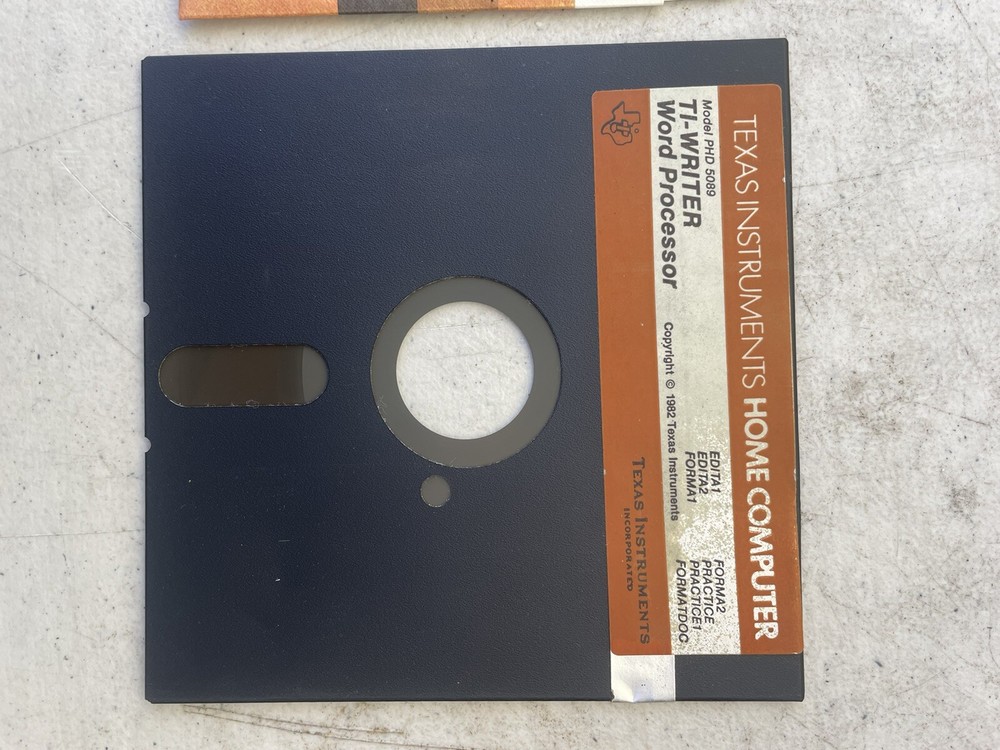 TEXAS INSTRUMENTS HOME COMPUTER
Model PHD 5089
TI-WRITER
Word Processor
EDITA1
EDITA2
FORMA1
FORMA2
PRACTICE
PRACTICE1
FORMATDOC
Copyright © 1982 Texas Instruments
TEXAS INSTRUMENTS
INCORPORATED